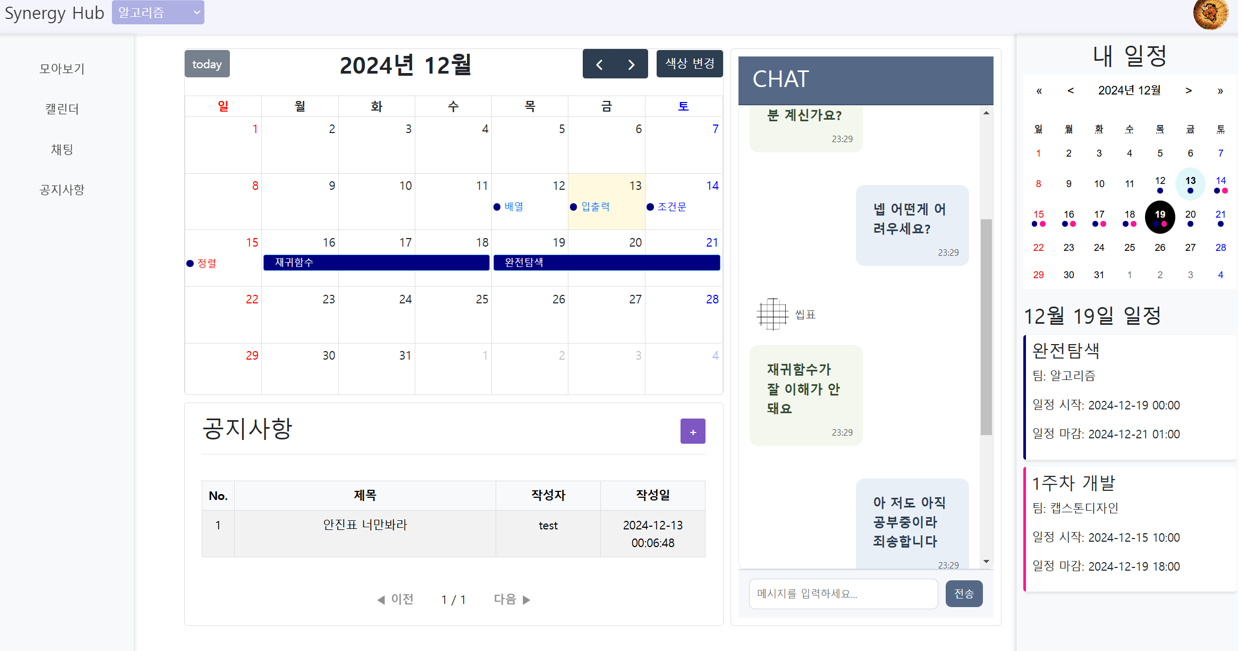 Synergy Hub 알고리즘
모아보기
캘린더
채팅
공지사항
today 2024년 12월 색상 변경
일 월 화 수 목 금 토
1 2 3 4 5 6 7
8 9 10 11 12 13 14
배열 입출력 조건문
15 16 17 18 19 20 21
정렬 재귀함수 완전탐색
22 23 24 25 26 27 28
29 30 31 1 2 3 4
공지사항 +
No. 제목 작성자 작성일
1 안진표 너만봐라 test 2024-12-13
00:06:48
◀ 이전 1 / 1 다음 ▶
CHAT
분 계신가요?
23:29
넵 어떤게 어
려우세요?
23:29
씹표
재귀함수가
잘 이해가 안
돼요
23:29
아 저도 아직
공부중이라
죄송합니다
23:29
메시지를 입력하세요... 전송
내 일정
« < 2024년 12월 > »
일 월 화 수 목 금 토
1 2 3 4 5 6 7
8 9 10 11 12 13 14
15 16 17 18 19 20 21
22 23 24 25 26 27 28
29 30 31 1 2 3 4
12월 19일 일정
완전탐색
팀: 알고리즘
일정 시작: 2024-12-19 00:00
일정 마감: 2024-12-21 01:00
1주차 개발
팀: 캡스톤디자인
일정 시작: 2024-12-15 10:00
일정 마감: 2024-12-19 18:00